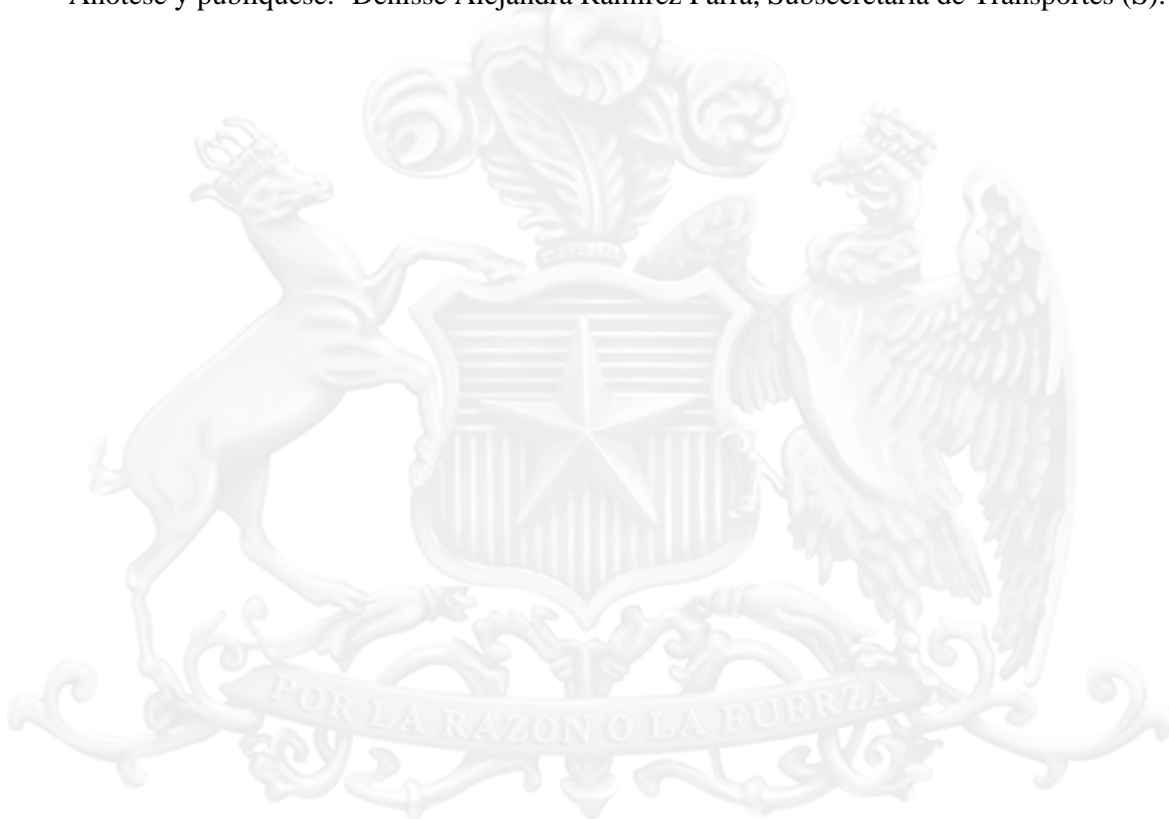 Anótese y publíquese.- Denisse Alejandra Ramírez Parra, Subsecretaria de Transportes (S).
POR LA RAZON O LA FUERZA